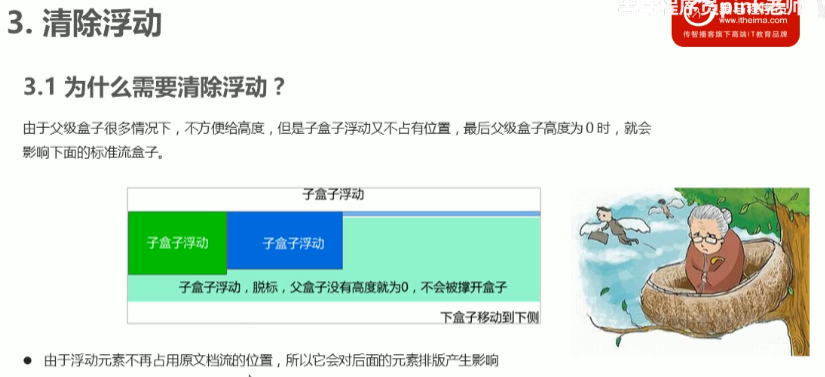 www.itheima.com
传智播客旗下高端IT教育品牌
3. 清除浮动
3.1 为什么需要清除浮动？
由于父级盒子很多情况下，不方便给高度，但是子盒子浮动又不占有位置，最后父级盒子高度为0时，就会
影响下面的标准流盒子。
子盒子浮动
子盒子浮动
子盒子浮动
子盒子浮动，脱标，父盒子没有高度就为0，不会被撑开盒子
下盒子移动到下侧
● 由于浮动元素不再占用原文档流的位置，所以它会对后面的元素排版产生影响